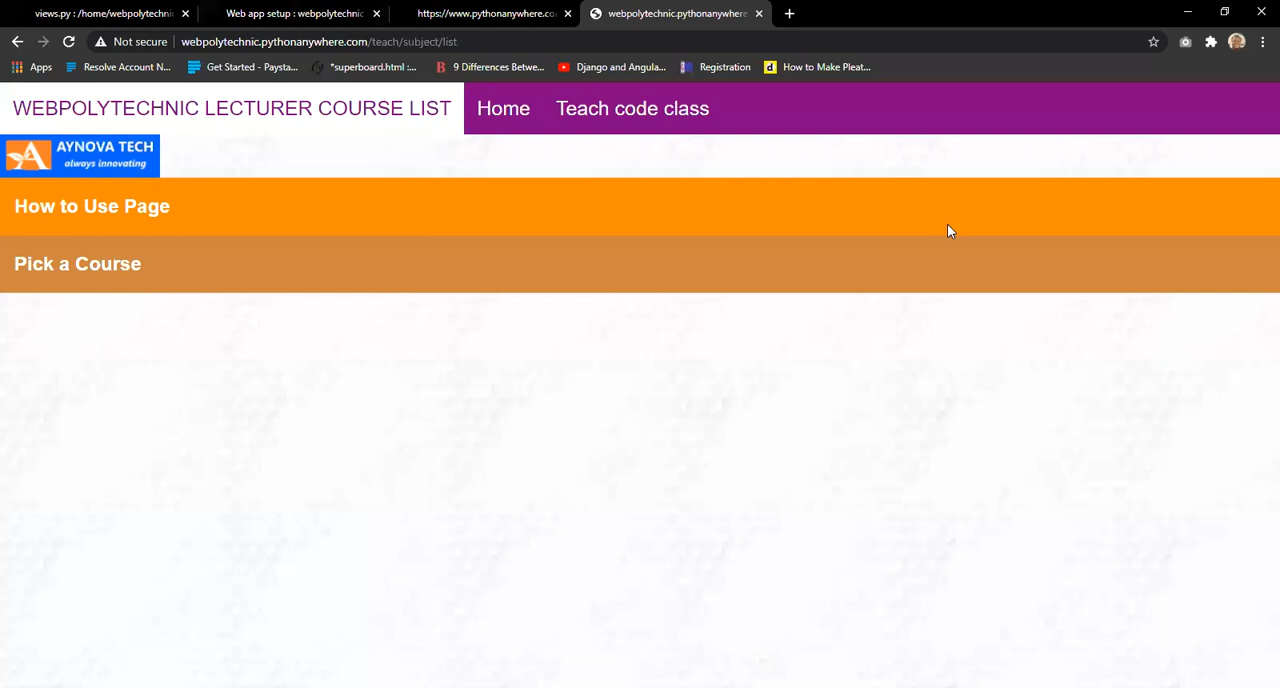 views.py : /home/webpolytechnic
Web app setup : webpolytechnic
https://www.pythonanywhere.co
webpolytechnic.pythonanywhere
Not secure
webpolytechnic.pythonanywhere.com/teach/subject/list
Apps
Resolve Account N...
Get Started - Paysta...
*superboard.html :...
9 Differences Betwe...
Django and Angula...
Registration
How to Make Pleat...
WEBPOLYTECHNIC LECTURER COURSE LIST
Home
Teach code class
AYNOVA TECH
always innovating
How to Use Page
Pick a Course